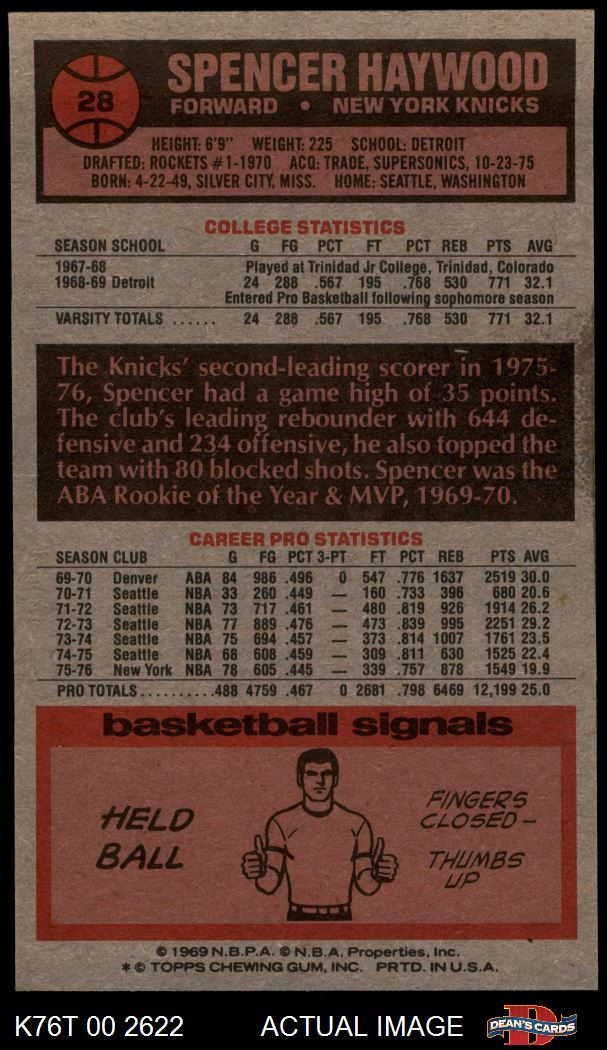 28
SPENCER HAYWOOD
FORWARD • NEW YORK KNICKS
HEIGHT: 6'9" WEIGHT: 225 SCHOOL: DETROIT
DRAFTED: ROCKETS #1-1970 ACQ: TRADE, SUPERSONICS, 10-23-75
BORN: 4-22-49, SILVER CITY, MISS. HOME: SEATTLE, WASHINGTON
COLLEGE STATISTICS
SEASON SCHOOL G FG PCT FT PCT REB PTS AVG
1967-68 Played at Trinidad Jr College, Trinidad, Colorado
1968-69 Detroit 24 288 .567 195 .768 530 771 32.1
Entered Pro Basketball following sophomore season
VARSITY TOTALS ...... 24 288 .567 195 .768 530 771 32.1
The Knicks' second-leading scorer in 1975-
76, Spencer had a game high of 35 points.
The club's leading rebounder with 644 de-
fensive and 234 offensive, he also topped the
team with 80 blocked shots. Spencer was the
ABA Rookie of the Year & MVP, 1969-70.
CAREER PRO STATISTICS
SEASON CLUB G FG PCT 3-PT FT PCT REB PTS AVG
69-70 Denver ABA 84 986 .496 0 547 .776 1637 2519 30.0
70-71 Seattle NBA 33 260 .449 — 160 .733 396 680 20.6
71-72 Seattle NBA 73 717 .461 — 480 .819 926 1914 26.2
72-73 Seattle NBA 77 889 .476 — 473 .839 995 2251 29.2
73-74 Seattle NBA 75 694 .457 — 373 .814 1007 1761 23.5
74-75 Seattle NBA 68 608 .459 — 309 .811 630 1525 22.4
75-76 New York NBA 78 605 .445 — 339 .757 878 1549 19.9
PRO TOTALS..........488 4759 .467 0 2681 .798 6469 12,199 25.0
basketball signals
HELD
BALL
FINGERS
CLOSED—
THUMBS
UP
© 1969 N.B.P.A. © N.B.A. Properties, Inc.
* © TOPPS CHEWING GUM, INC. PRTD. IN U.S.A.
K76T 00 2622 ACTUAL IMAGE
D
DEAN'S CARDS